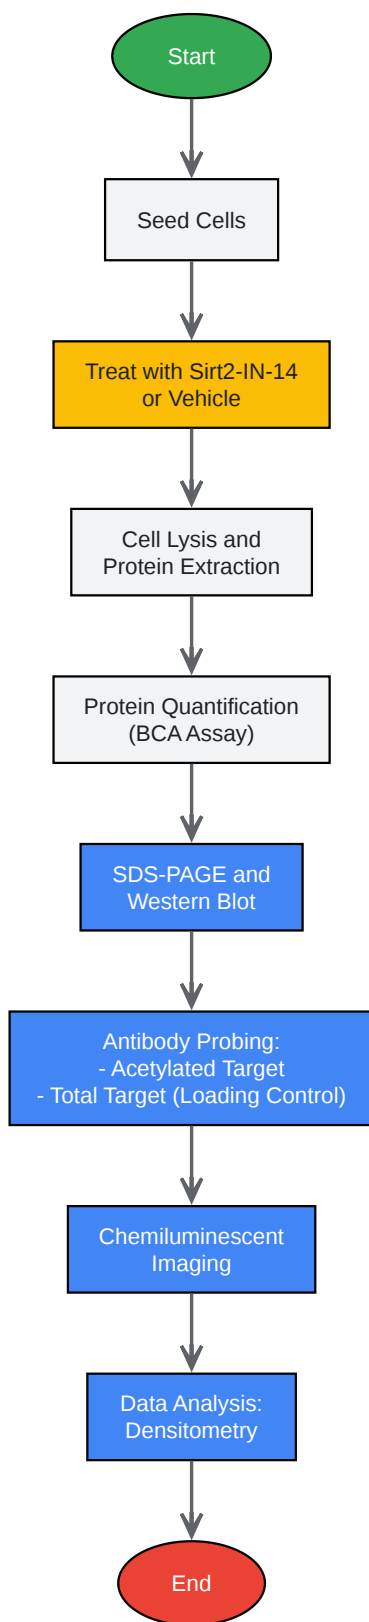 Start
Seed Cells
Treat with Sirt2-IN-14
or Vehicle
Cell Lysis and
Protein Extraction
Protein Quantification
(BCA Assay)
SDS-PAGE and
Western Blot
Antibody Probing:
- Acetylated Target
- Total Target (Loading Control)
Chemiluminescent
Imaging
Data Analysis:
Densitometry
End